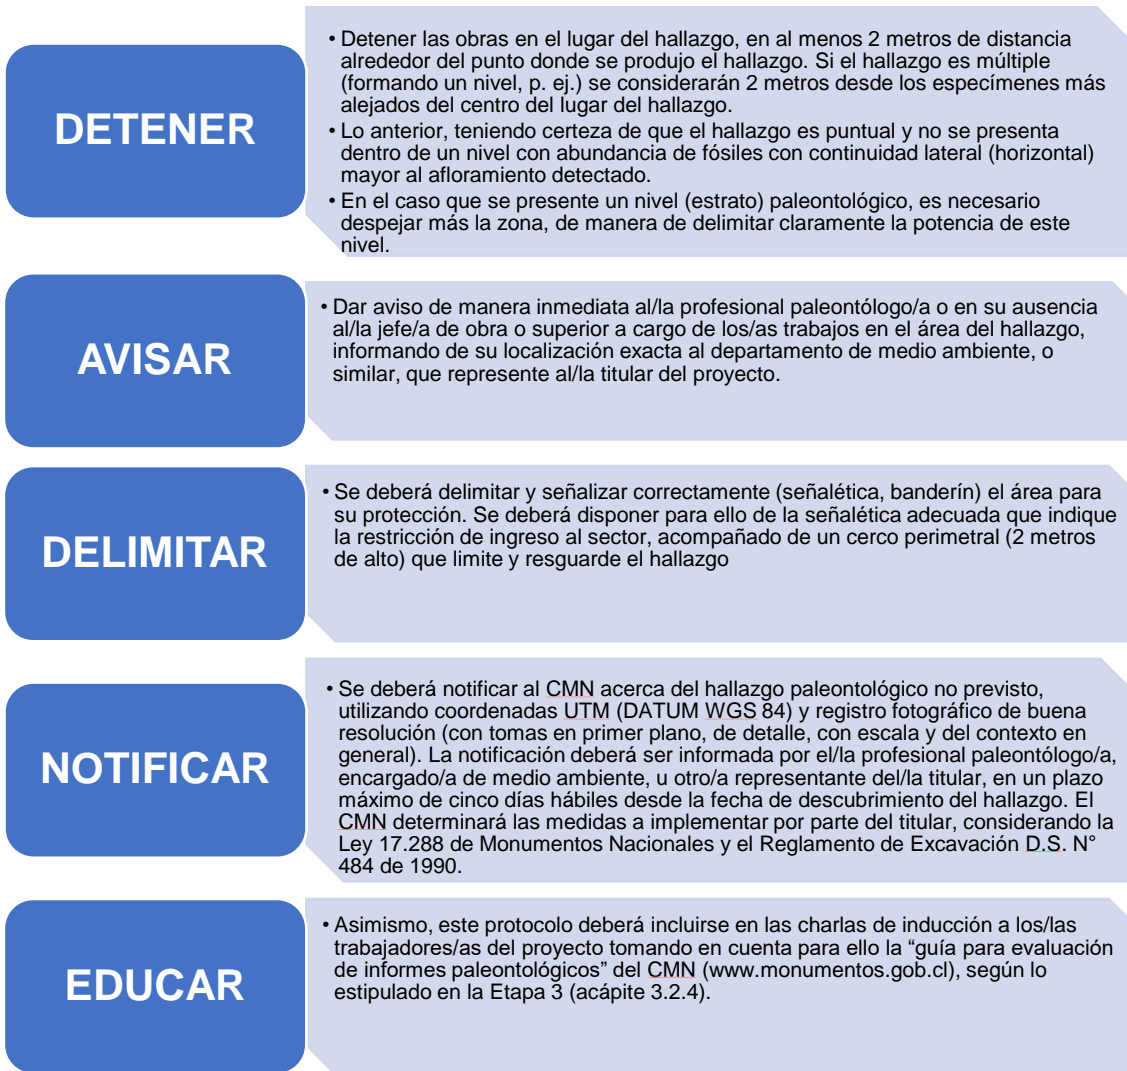 DETENER
• Detener las obras en el lugar del hallazgo, en al menos 2 metros de distancia
alrededor del punto donde se produjo el hallazgo. Si el hallazgo es múltiple
(formando un nivel, p. ej.) se considerarán 2 metros desde los especímenes más
alejados del centro del lugar del hallazgo.
• Lo anterior, teniendo certeza de que el hallazgo es puntual y no se presenta
dentro de un nivel con abundancia de fósiles con continuidad lateral (horizontal)
mayor al afloramiento detectado.
• En el caso que se presente un nivel (estrato) paleontológico, es necesario
despejar más la zona, de manera de delimitar claramente la potencia de este
nivel.
AVISAR
• Dar aviso de manera inmediata al/la profesional paleontólogo/a o en su ausencia
al/la jefe/a de obra o superior a cargo de los/as trabajos en el área del hallazgo,
informando de su localización exacta al departamento de medio ambiente, o
similar, que represente al/la titular del proyecto.
DELIMITAR
• Se deberá delimitar y señalizar correctamente (señalética, banderín) el área para
su protección. Se deberá disponer para ello de la señalética adecuada que indique
la restricción de ingreso al sector, acompañado de un cerco perimetral (2 metros
de alto) que limite y resguarde el hallazgo
NOTIFICAR
• Se deberá notificar al CMN acerca del hallazgo paleontológico no previsto,
utilizando coordenadas UTM (DATUM WGS 84) y registro fotográfico de buena
resolución (con tomas en primer plano, de detalle, con escala y del contexto en
general). La notificación deberá ser informada por el/la profesional paleontólogo/a,
encargado/a de medio ambiente, u otro/a representante del/la titular, en un plazo
máximo de cinco días hábiles desde la fecha de descubrimiento del hallazgo. El
CMN determinará las medidas a implementar por parte del titular, considerando la
Ley 17.288 de Monumentos Nacionales y el Reglamento de Excavación D.S. N°
484 de 1990.
EDUCAR
• Asimismo, este protocolo deberá incluirse en las charlas de inducción a los/las
trabajadores/as del proyecto tomando en cuenta para ello la “guía para evaluación
de informes paleontológicos” del CMN (www.monumentos.gob.cl), según lo
estipulado en la Etapa 3 (acápite 3.2.4).